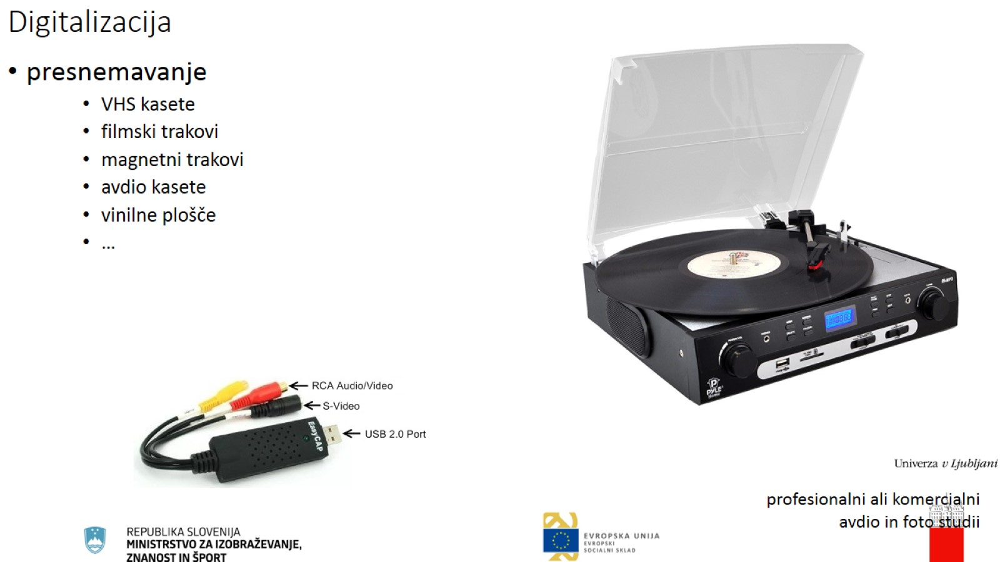 Digitalizacija
• presnemavanje
• VHS kasete
• filmski trakovi
• magnetni trakovi
• avdio kasete
• vinilne plošče
• ...
RCA Audio/Video
S-Video
USB 2.0 Port
EasyCAP
PYLE
Home
Univerza v Ljubljani
profesionalni ali komercialni
avdio in foto studii
REPUBLIKA SLOVENIJA
MINISTRSTVO ZA IZOBRAŽEVANJE,
ZNANOST IN ŠPORT
EVROPSKA UNIJA
EVROPSKI
SOCIALNI SKLAD